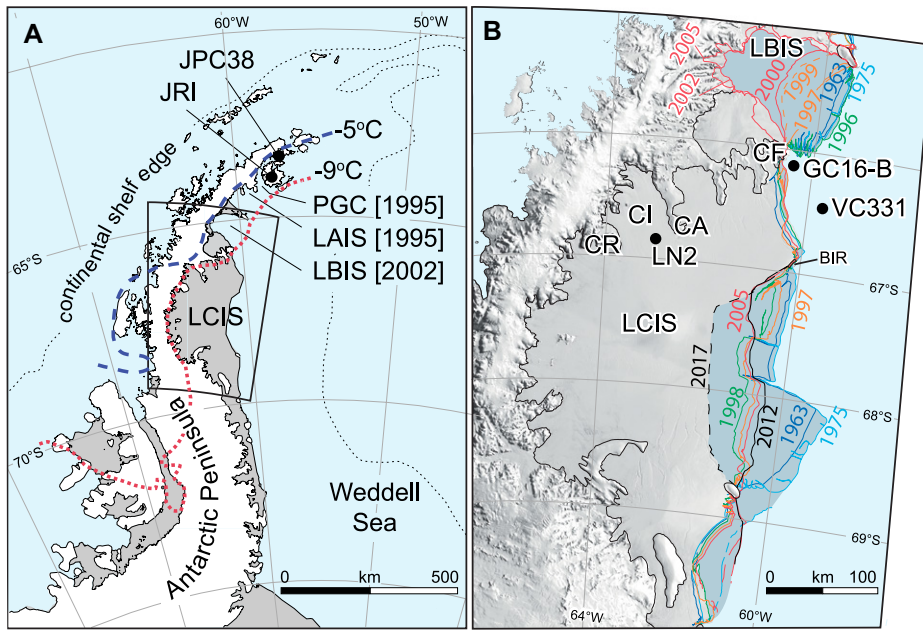 A
60°W
50°W
JPC38
JRI
-5°C
-9°C
continental shelf edge
PGC [1995]
LAIS [1995]
LBIS [2002]
65°S
LCIS
70°S
Antarctic Peninsula
Weddell
Sea
0 km 500
B
2005
LBIS
2002
2000
1999
1997
1963
1975
1996
CF
GC16-B
VC331
CI
CA
CR
LN2
BIR
67°S
LCIS
2005
1997
2017
1998
2012
1963
1975
68°S
69°S
0 km 100
64°W
60°W